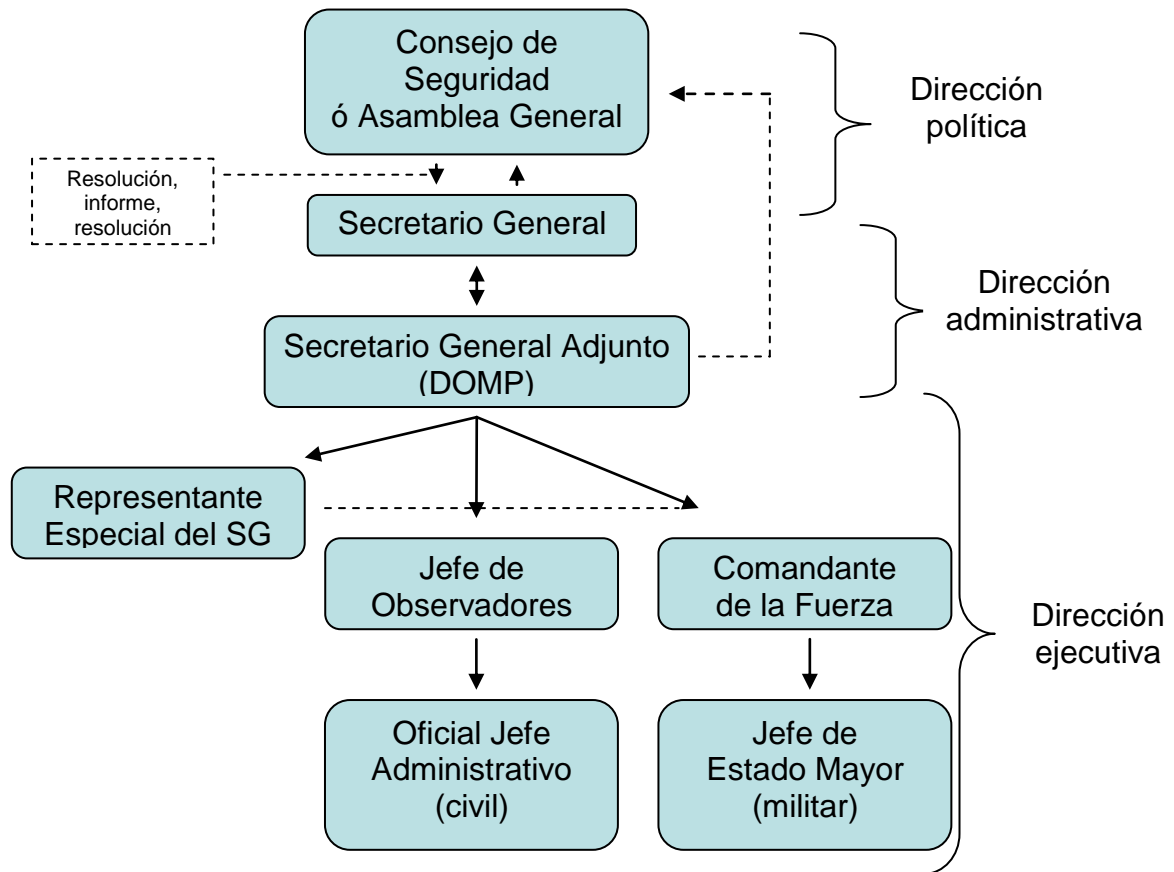 Consejo de
Seguridad
ó Asamblea General
Dirección
política
Resolución,
informe,
resolución
Secretario General
Dirección
administrativa
Secretario General Adjunto
(DOMP)
Representante
Especial del SG
Jefe de
Observadores
Comandante
de la Fuerza
Dirección
ejecutiva
Oficial Jefe
Administrativo
(civil)
Jefe de
Estado Mayor
(militar)